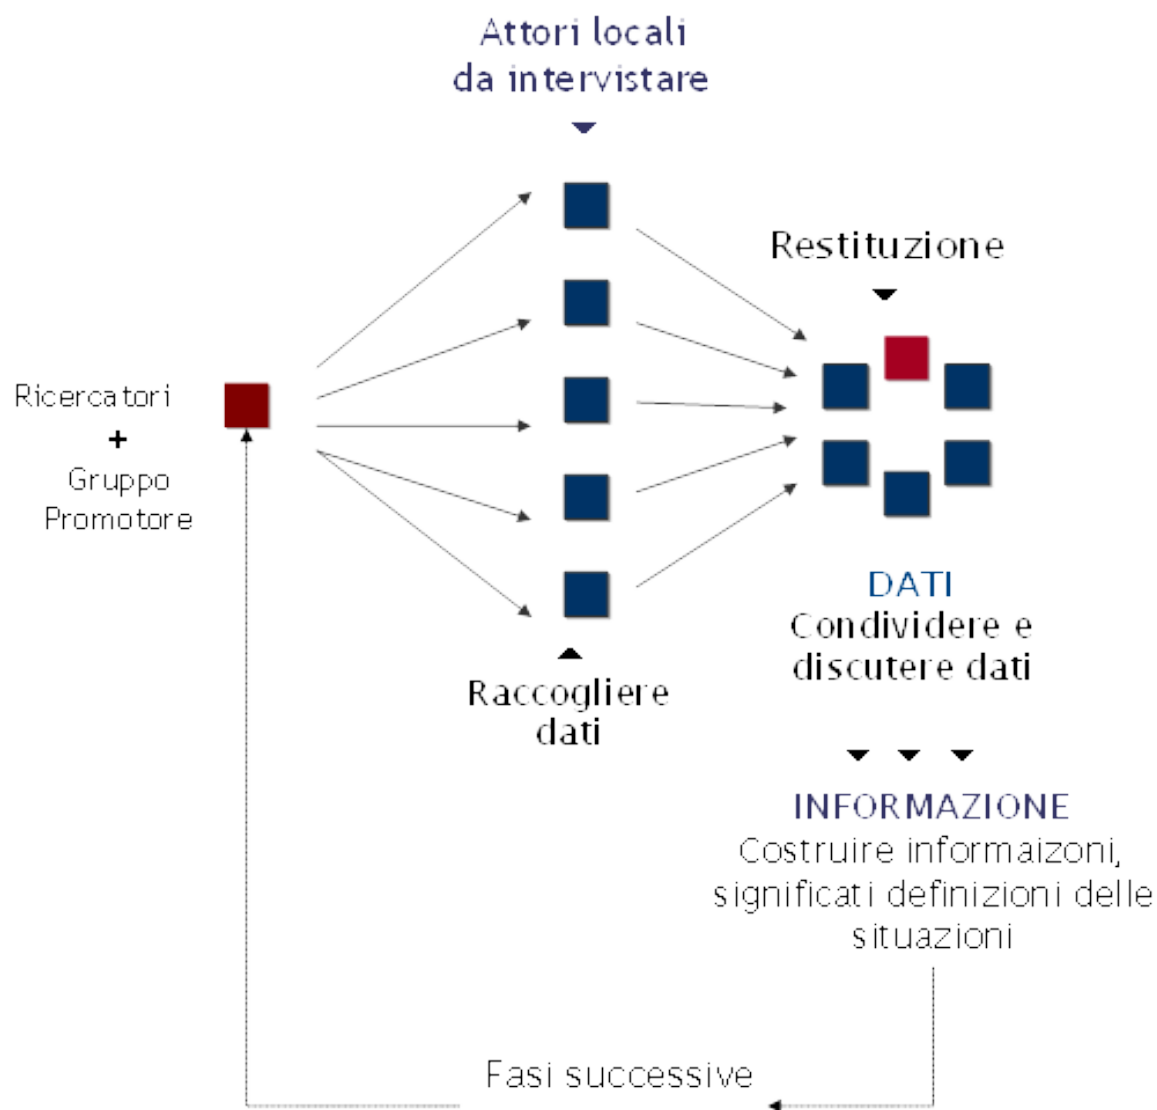 Attori locali
da intervistare
Restituzione
Ricercatori
+
Gruppo
Promotore
Raccogliere
dati
DATI
Condividere e
discutere dati
INFORMAZIONE
Costruire informaizoni,
significati definizioni delle
situazioni
Fasi successive